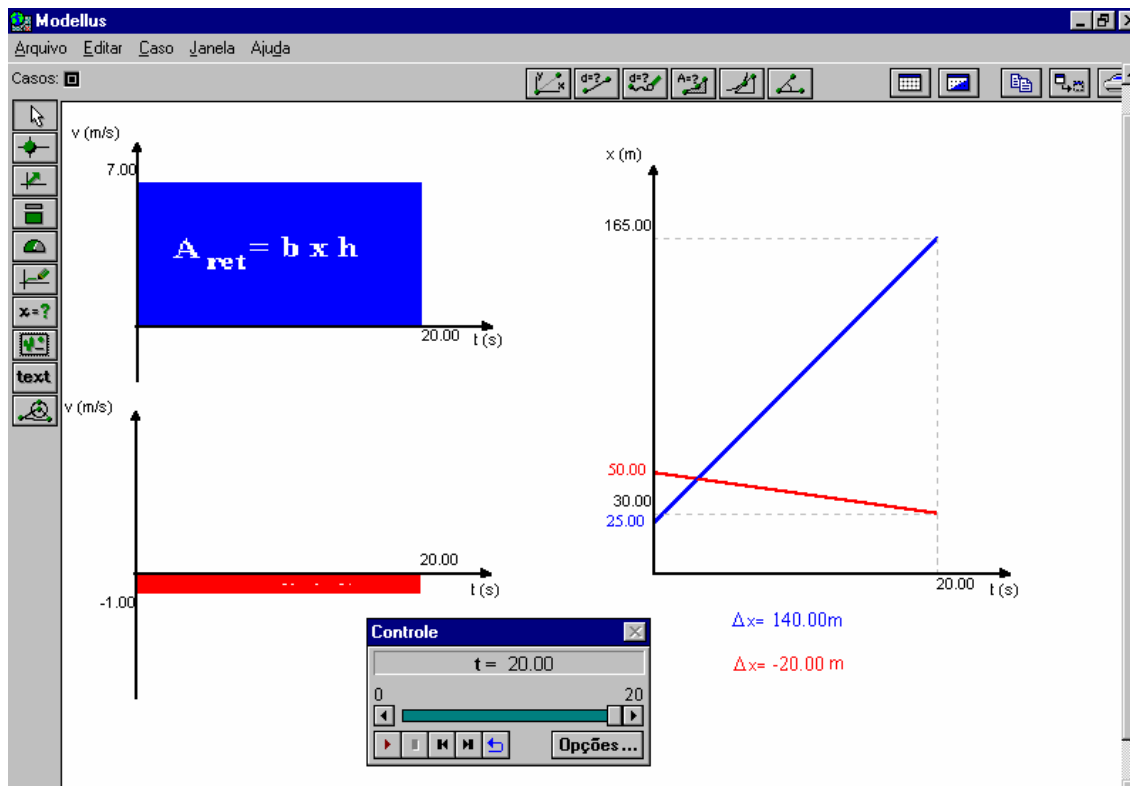 Modellus
Arquivo Editar Caso Janela Ajuda
Casos:
y x d=? d=? A=?
x=?
text
v (m/s)
7.00
A ret = b x h
20.00 t (s)
v (m/s)
20.00
t (s)
-1.00
x (m)
165.00
50.00
30.00
25.00
20.00 t (s)
Δx= 140.00m
Δx= -20.00 m
Controle
t = 20.00
0 20
Opções...